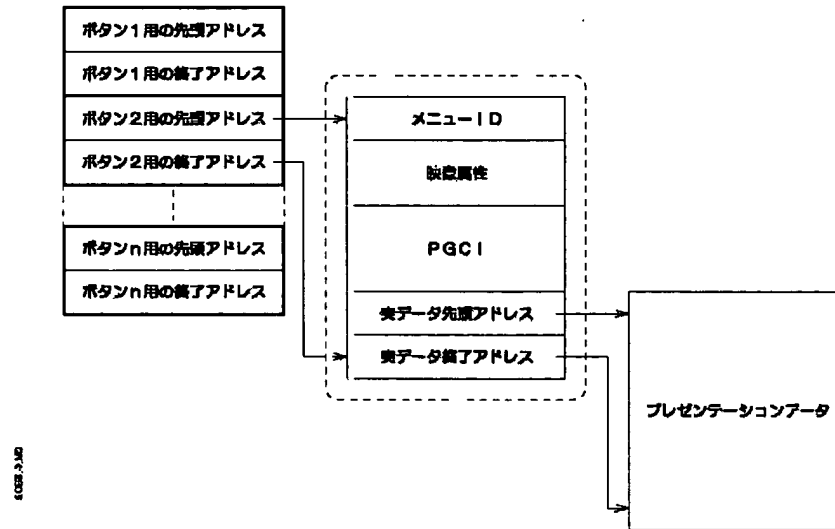 ボタン1用の先頭アドレス
ボタン1用の終了アドレス
ボタン2用の先頭アドレス
ボタン2用の終了アドレス
ボタンn用の先頭アドレス
ボタンn用の終了アドレス
メニューID
映像属性
PGCI
実データ先頭アドレス
実データ終了アドレス
プレゼンテーションデータ